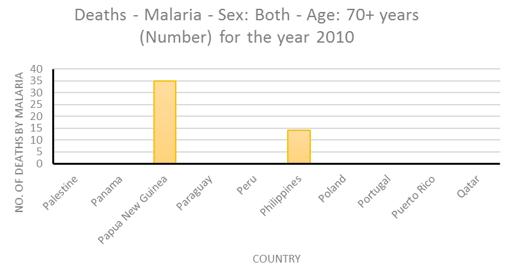 Deaths - Malaria - Sex: Both - Age: 70+ years
(Number) for the year 2010
NO. OF DEATHS BY MALARIA
40
35
30
25
20
15
10
5
0
Palestine
Panama
Papua New Guinea
Paraguay
Peru
Philippines
Poland
Portugal
Puerto Rico
Qatar
COUNTRY